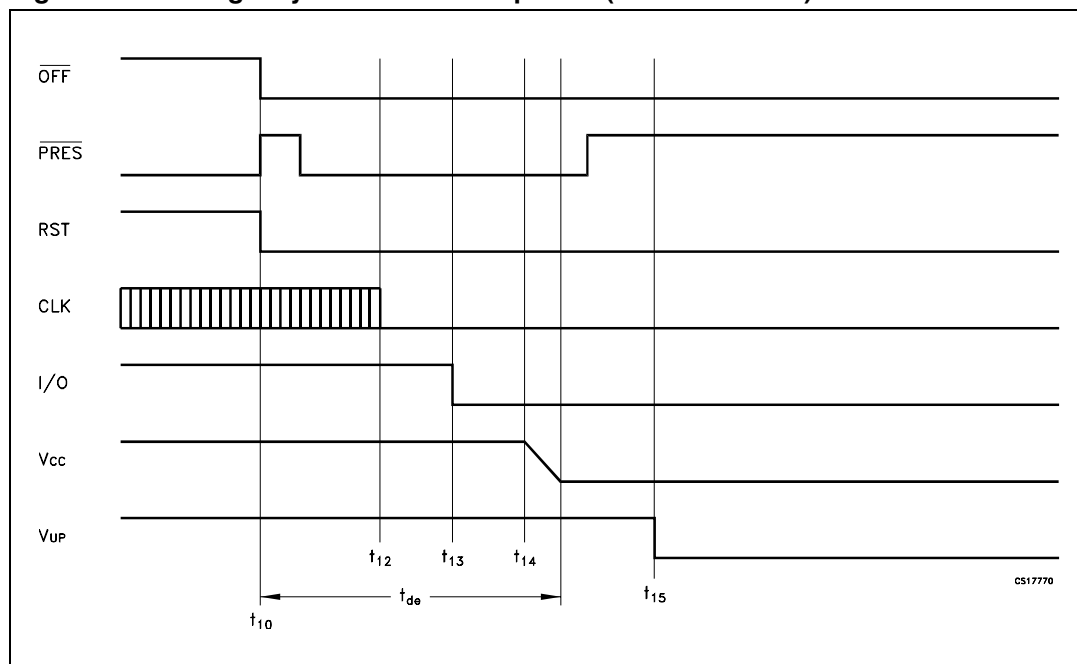 OFF
PRES
RST
CLK
I/O
Vcc
VUP
t12
t13
t14
t15
CS17770
tde
t10